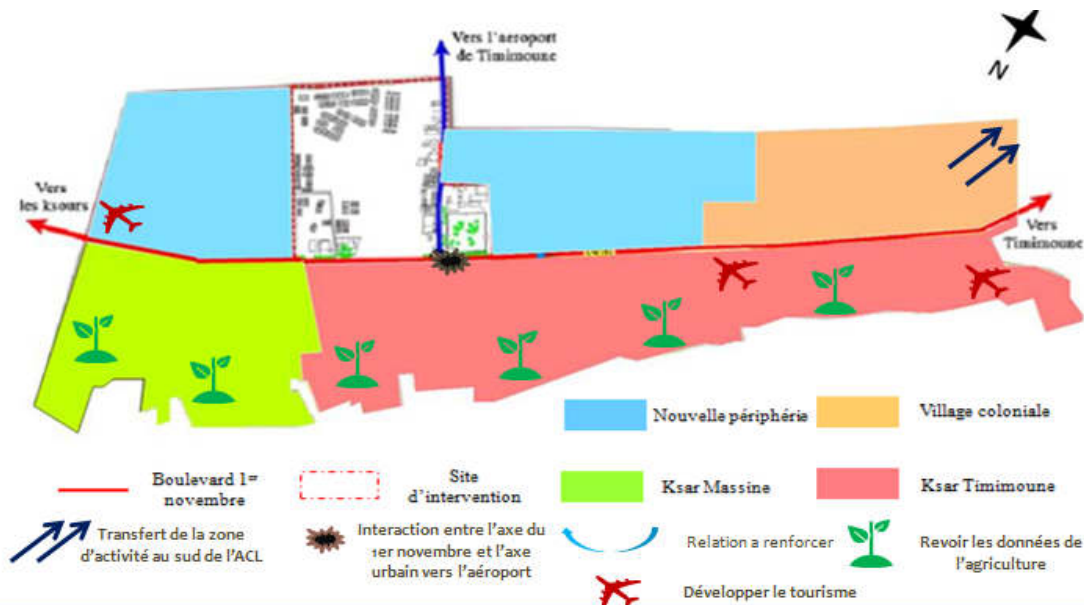 Vers l'aeroport
de Timimoune
N
Vers
les ksours
Vers
Timimoune
Nouvelle périphérie
Village coloniale
Boulevard 1er
novembre
Site
d'intervention
Ksar Massine
Ksar Timimoune
Transfert de la zone
d'activité au sud de l'ACL
Interaction entre l'axe du
1er novembre et l'axe
urbain vers l'aéroport
Relation a renforcer
Revoir les données de
l'agriculture
Développer le tourisme